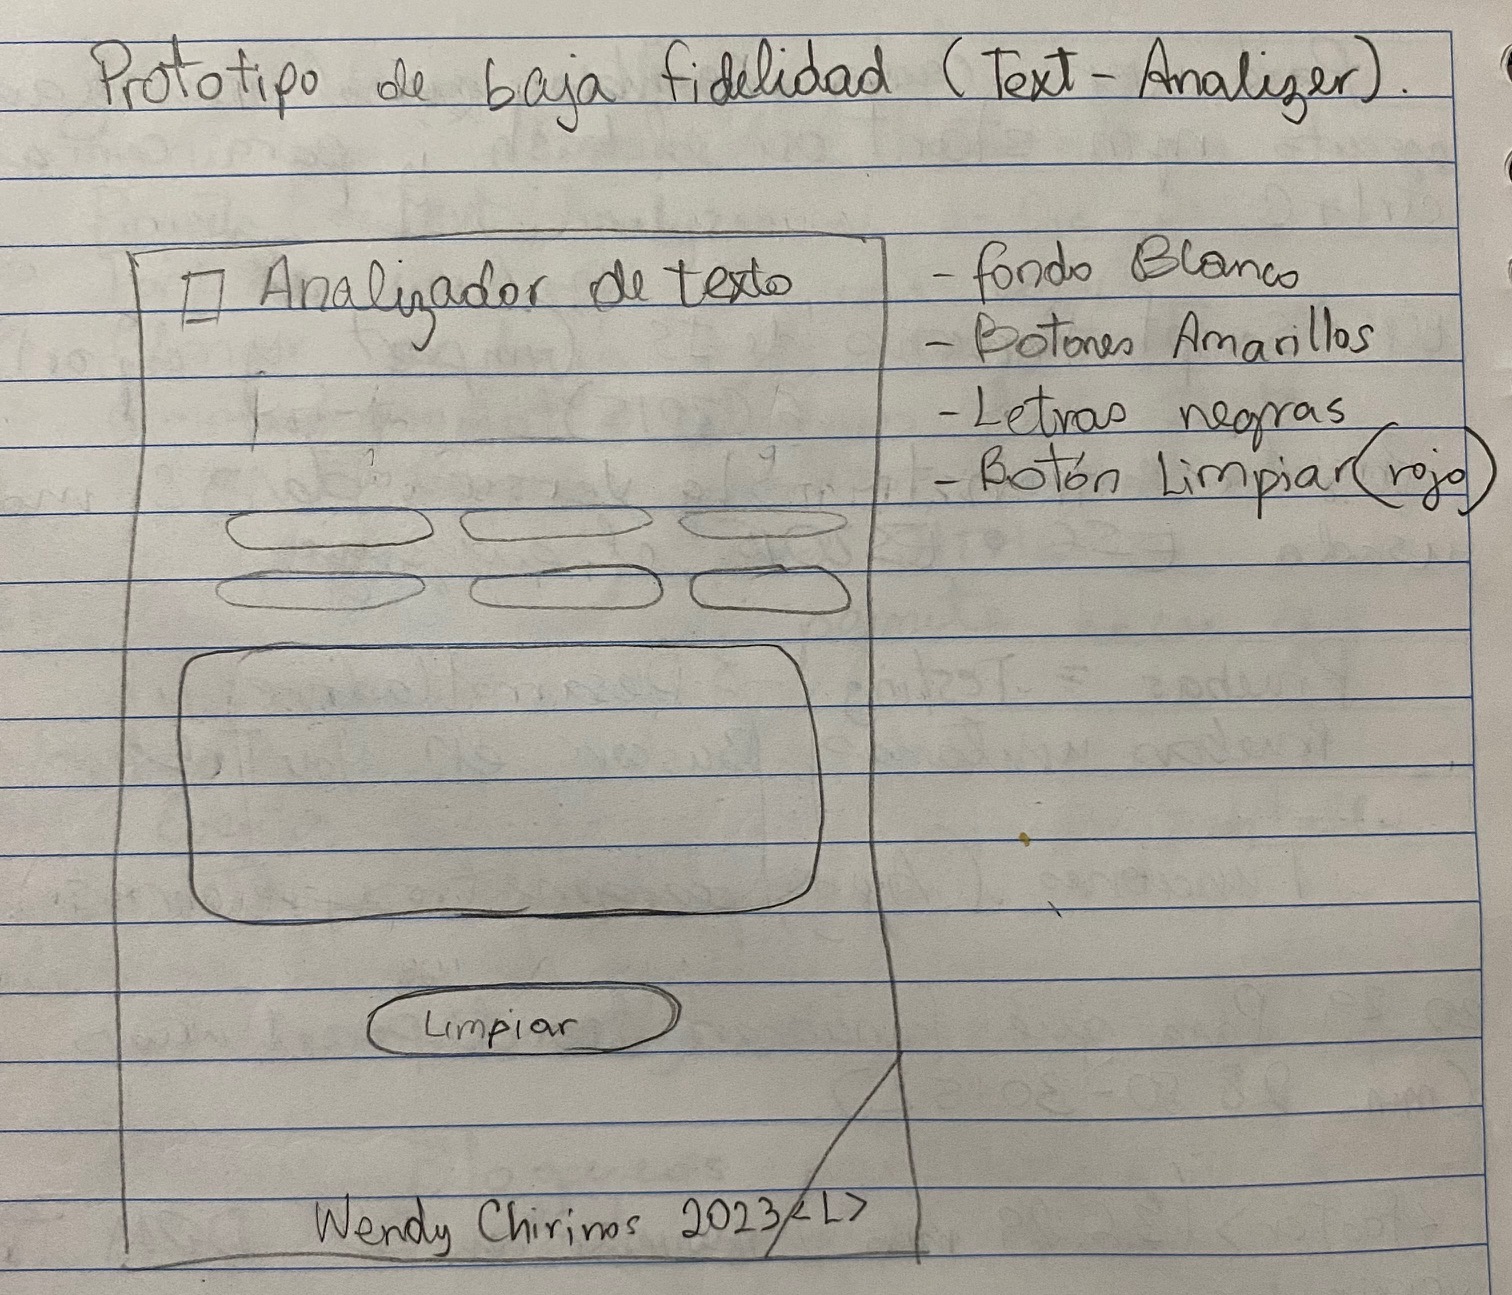 Prototipo de baja fidelidad (Text - Analizer).
Analizador de texto
- fondo Blanco
- Botones Amarillos
- Letras negras
- Botón Limpiar (rojo)
Limpiar
Wendy Chirinos 2023 <L>